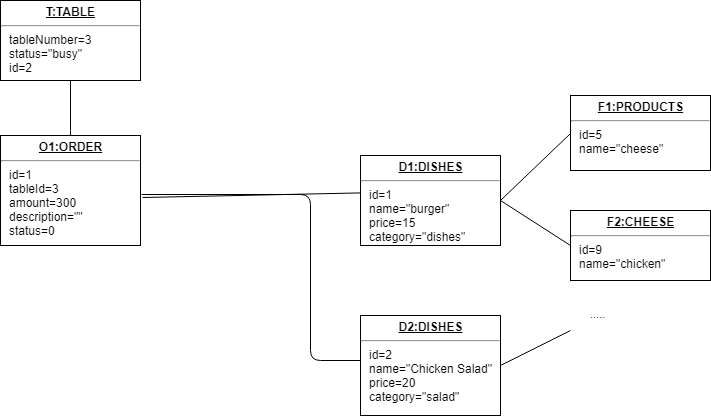 T:TABLE
tableNumber=3
status="busy"
id=2
O1:ORDER
id=1
tableId=3
amount=300
description=""
status=0
D1:DISHES
id=1
name="burger"
price=15
category="dishes"
F1:PRODUCTS
id=5
name="cheese"
F2:CHEESE
id=9
name="chicken"
.....
D2:DISHES
id=2
name="Chicken Salad"
price=20
category="salad"